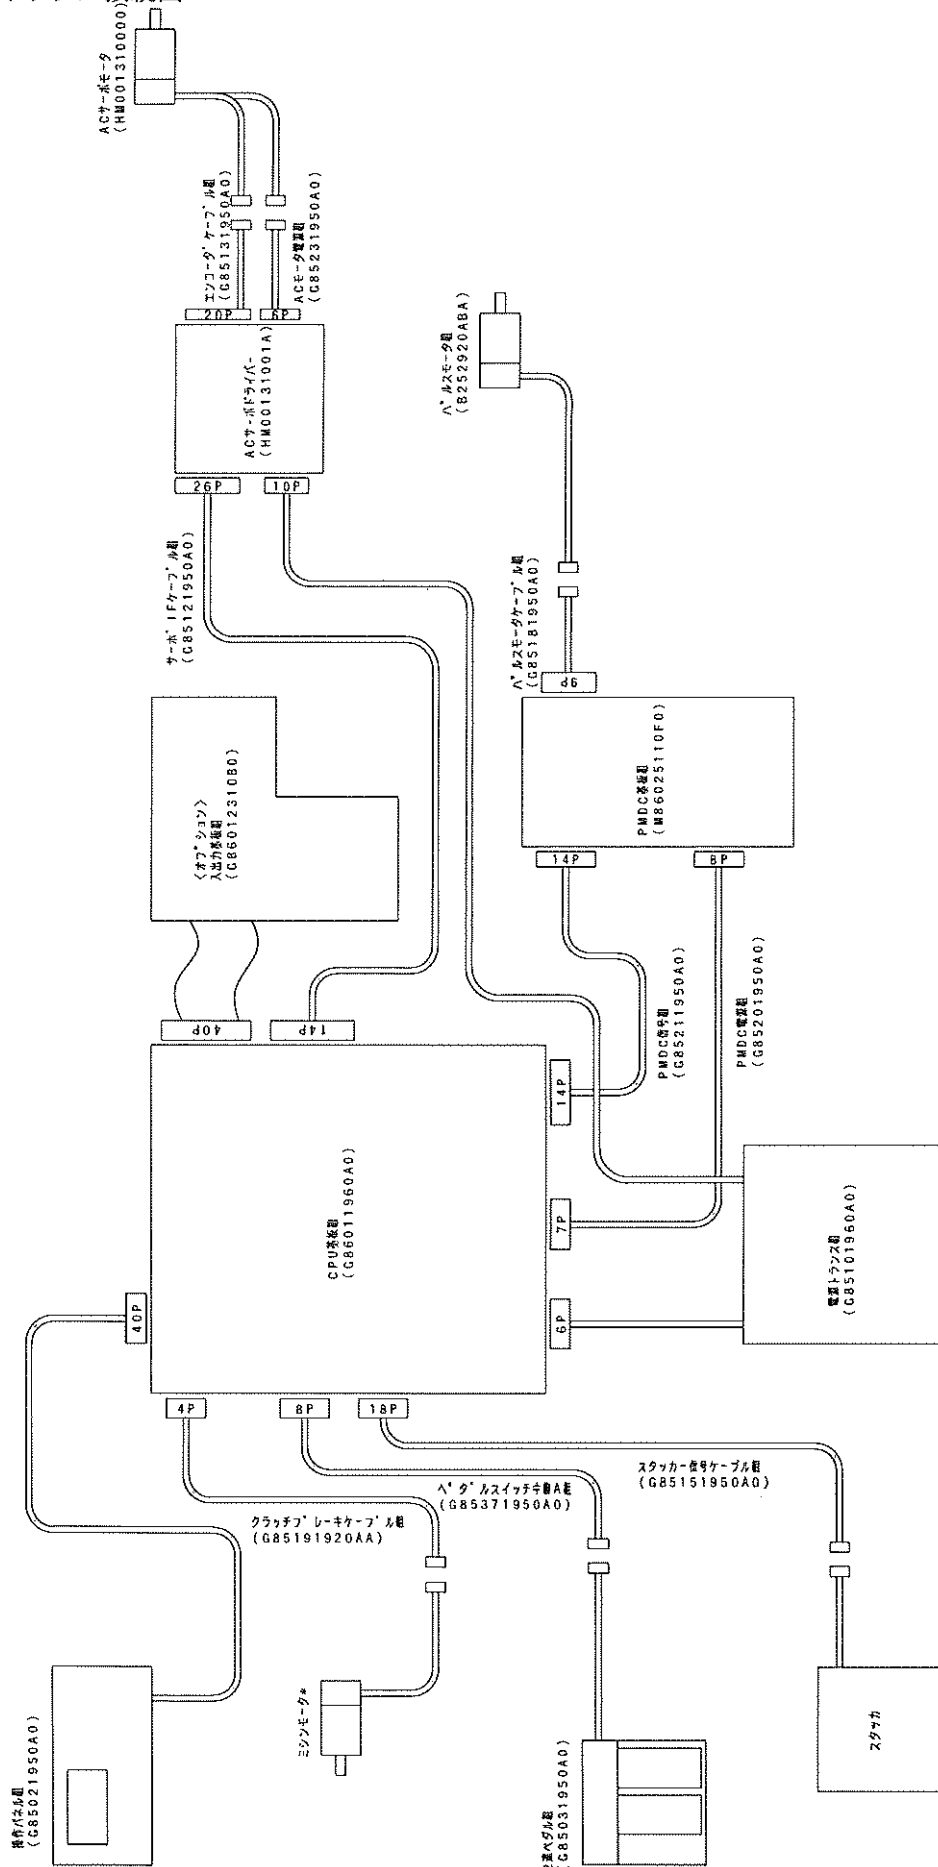 ACサーボモータ
(HM001310000)
エンコーダケーブル組
(G85131950A0)
ACモータ電源組
(G85231950A0)
20P
6P
ACサーボドライバー
(HM00131001A)
26P
10P
サーボIFケーブル組
(G85121950A0)
パルスモータ組
(B252920ABA)
パルスモータケーブル組
(G85181950A0)
9P
PMDC基板組
(M86025110F0)
14P
8P
<オプション>
入出力基板組
(G86012310B0)
40P
14P
PMDC信号組
(G85211950A0)
PMDC電源組
(G85201950A0)
CPU基板組
(G86011960A0)
14P
7P
6P
電源トランス組
(G85101960A0)
40P
4P
8P
18P
クラッチブレーキケーブル組
(G85191920AA)
ペダルスイッチ中継A組
(G85371950A0)
スタッカー信号ケーブル組
(G85151950A0)
操作パネル組
(G85021950A0)
ミシンモータ*
ペダル組
G85031950A0)
スタッカ